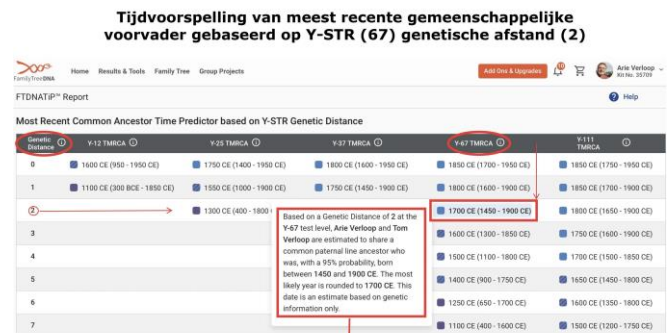 Tijdvoorspelling van meest recente gemeenschappelijke
voorvader gebaseerd op Y-STR (67) genetische afstand (2)
FamilyTreeDNA Home Results & Tools Family Tree Group Projects Add Ons & Upgrades Arie Verloop
Kit No. 35709
FTDNATiP™ Report Help
Most Recent Common Ancestor Time Predictor based on Y-STR Genetic Distance
Genetic Distance Y-12 TMRCA Y-25 TMRCA Y-37 TMRCA Y-67 TMRCA Y-111 TMRCA
0 1600 CE (950 - 1950 CE) 1750 CE (1400 - 1950 CE) 1800 CE (1600 - 1950 CE) 1850 CE (1700 - 1950 CE) 1850 CE (1750 - 1950 CE)
1 1100 CE (300 BCE - 1850 CE) 1550 CE (1000 - 1900 CE) 1750 CE (1450 - 1900 CE) 1800 CE (1600 - 1900 CE) 1850 CE (1700 - 1900 CE)
2 1300 CE (400 - 1800 1700 CE (1450 - 1900 CE) 1800 CE (1650 - 1900 CE)
3 1600 CE (1300 - 1850 CE) 1750 CE (1600 - 1900 CE)
4 1500 CE (1100 - 1800 CE) 1700 CE (1500 - 1850 CE)
5 1400 CE (900 - 1750 CE) 1650 CE (1450 - 1800 CE)
6 1250 CE (650 - 1700 CE) 1600 CE (1350 - 1800 CE)
7 1100 CE (400 - 1600 CE) 1500 CE (1200 - 1750 CE)
Based on a Genetic Distance of 2 at the
Y-67 test level, Arie Verloop and Tom
Verloop are estimated to share a
common paternal line ancestor who
was, with a 95% probability, born
between 1450 and 1900 CE. The most
likely year is rounded to 1700 CE. This
date is an estimate based on genetic
information only.